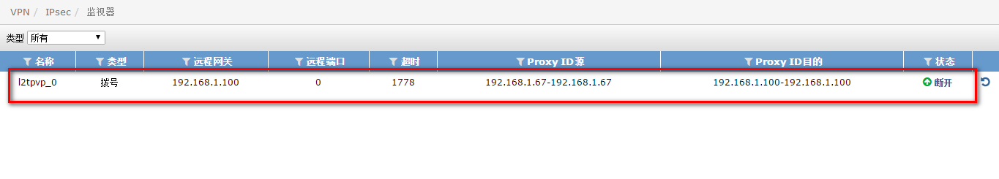 VPN / IPsec / 监视器
类型 所有
名称 类型 远程网关 远程端口 超时 Proxy ID源 Proxy ID目的 状态
l2tpvp_0 拨号 192.168.1.100 0 1778 192.168.1.67-192.168.1.67 192.168.1.100-192.168.1.100 断开